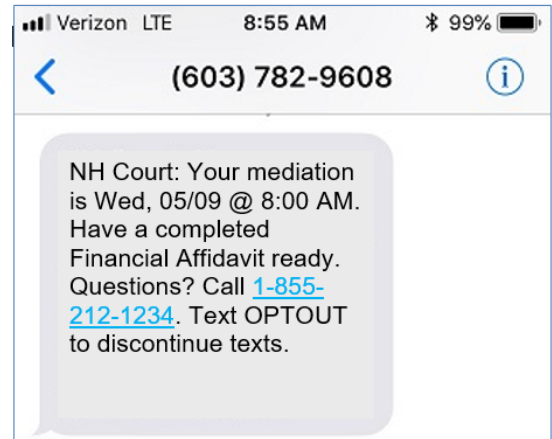 Verizon LTE 8:55 AM 99%
(603) 782-9608
NH Court: Your mediation
is Wed, 05/09 @ 8:00 AM.
Have a completed
Financial Affidavit ready.
Questions? Call 1-855-
212-1234. Text OPTOUT
to discontinue texts.